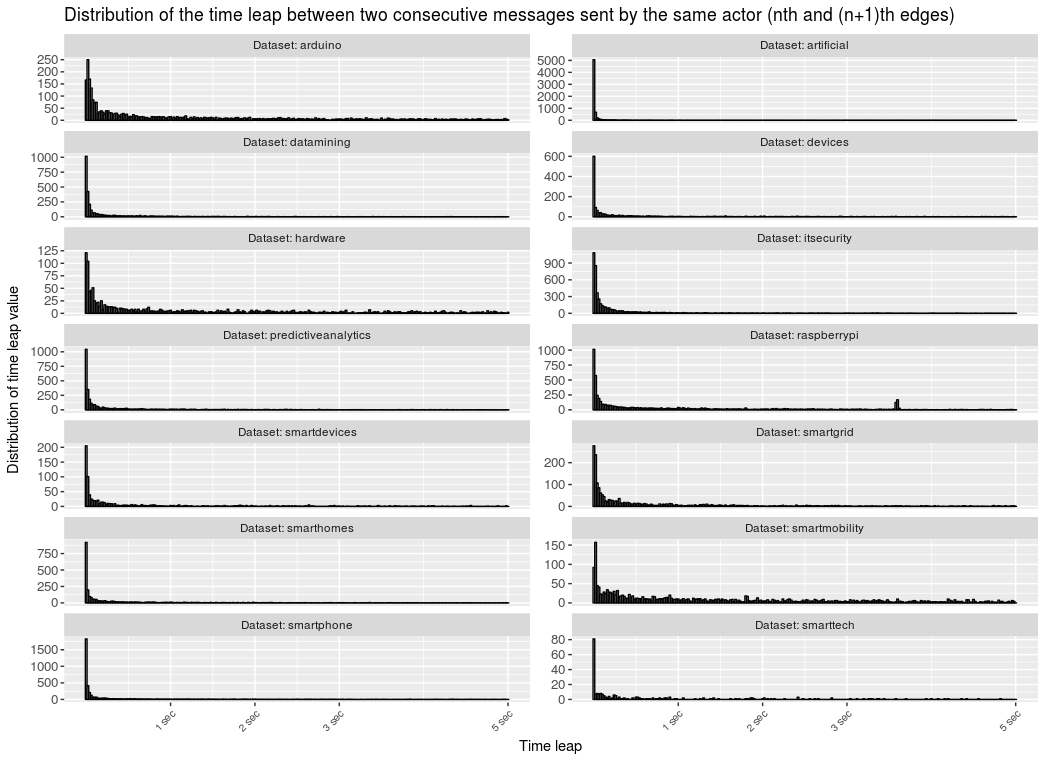 Distribution of the time leap between two consecutive messages sent by the same actor (nth and (n+1)th edges)
Dataset: arduino
250
200
150
100
50
0
Dataset: artificial
5000
4000
3000
2000
1000
0
Dataset: datamining
1000
750
500
250
0
Dataset: devices
600
400
200
0
Dataset: hardware
125
100
75
50
25
0
Dataset: itsecurity
900
600
300
0
Dataset: predictiveanalytics
1000
750
500
250
0
Dataset: raspberrypi
1000
750
500
250
0
Dataset: smartdevices
200
150
100
50
0
Dataset: smartgrid
200
100
0
Dataset: smarthomes
750
500
250
0
Dataset: smartmobility
150
100
50
0
Dataset: smartphone
1500
1000
500
0
Dataset: smarttech
80
60
40
20
0
1 sec
2 sec
3 sec
5 sec
1 sec
2 sec
3 sec
5 sec
Time leap
Distribution of time leap value